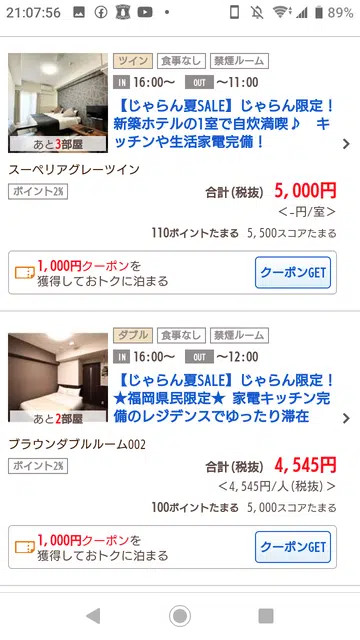 21:07:56
89%
ツイン 食事なし 禁煙ルーム
IN 16:00～ OUT ～11:00
【じゃらん夏SALE】じゃらん限定！
新築ホテルの1室で自炊満喫♪ キ
ッチンや生活家電完備！
あと3部屋
スーペリアグレーツイン
ポイント2%
合計(税抜) 5,000円
＜-円/室＞
110ポイントたまる 5,500スコアたまる
1,000円クーポンを
獲得しておトクに泊まる
クーポンGET
ダブル 食事なし 禁煙ルーム
IN 16:00～ OUT ～12:00
【じゃらん夏SALE】じゃらん限定！
★福岡県民限定★ 家電キッチン完
備のレジデンスでゆったり滞在
あと2部屋
ブラウンダブルルーム002
ポイント2%
合計(税抜) 4,545円
＜4,545円/人(税抜)＞
100ポイントたまる 5,000スコアたまる
1,000円クーポンを
獲得しておトクに泊まる
クーポンGET